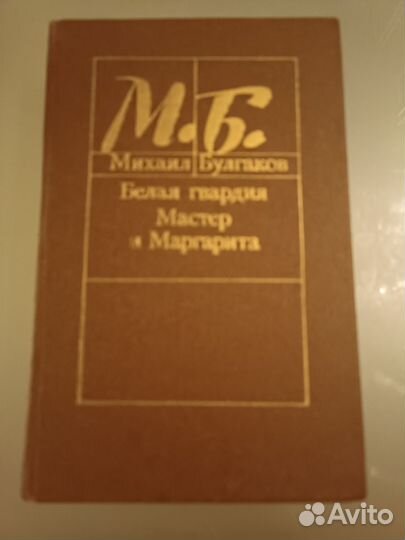 М.Б.
Михаил Булгаков
Белая гвардия
Мастер
и Маргарита
Avito